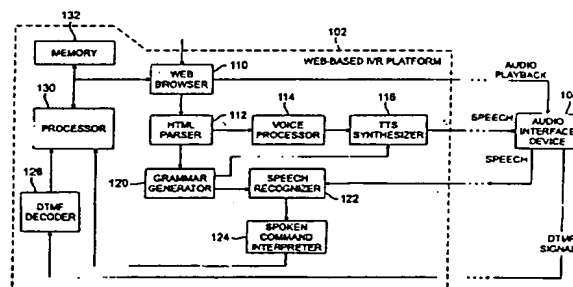 132
102
MEMORY
110
WEB-BASED IVR PLATFORM
WEB
BROWSER
AUDIO
PLAYBACK
130
112
114
116
PROCESSOR
HTML
PARSER
VOICE
PROCESSOR
TTS
SYNTHESIZER
SPEECH
AUDIO
INTERFACE
DEVICE
SPEECH
126
DTMF
DECODER
120
GRAMMAR
GENERATOR
SPEECH
RECOGNIZER
122
124
SPOKEN
COMMAND
INTERPRETER
DTMF
SIGNAL